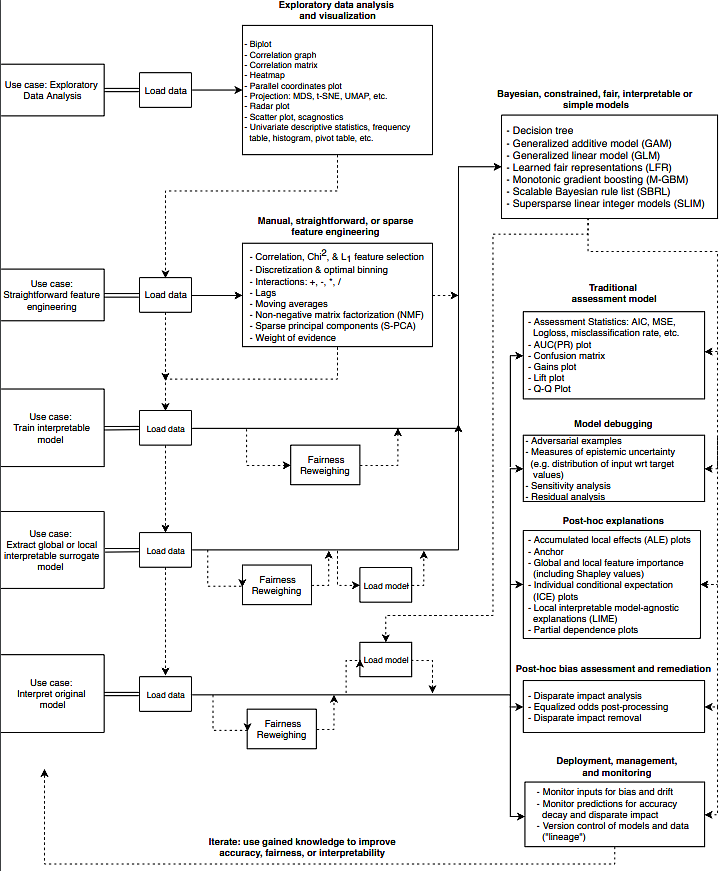 Exploratory data analysis
and visualization
- Biplot
- Correlation graph
- Correlation matrix
- Heatmap
- Parallel coordinates plot
- Projection: MDS, t-SNE, UMAP, etc.
- Radar plot
- Scatter plot, scagnostics
- Univariate descriptive statistics, frequency
table, histogram, pivot table, etc.
Use case: Exploratory
Data Analysis
Load data
Bayesian, constrained, fair, interpretable or
simple models
- Decision tree
- Generalized additive model (GAM)
- Generalized linear model (GLM)
- Learned fair representations (LFR)
- Monotonic gradient boosting (M-GBM)
- Scalable Bayesian rule list (SBRL)
- Supersparse linear integer models (SLIM)
Manual, straightforward, or sparse
feature engineering
- Correlation, Chi2, & L1 feature selection
- Discretization & optimal binning
- Interactions: +, -, *, /
- Lags
- Moving averages
- Non-negative matrix factorization (NMF)
- Sparse principal components (S-PCA)
- Weight of evidence
Use case:
Straightforward feature
engineering
Load data
Traditional
assessment model
- Assessment Statistics: AIC, MSE,
Logloss, misclassification rate, etc.
- AUC(PR) plot
- Confusion matrix
- Gains plot
- Lift plot
- Q-Q Plot
Use case:
Train interpretable
model
Load data
Fairness
Reweighing
Model debugging
- Adversarial examples
- Measures of epistemic uncertainty
(e.g. distribution of input wrt target
values)
- Sensitivity analysis
- Residual analysis
Use case:
Extract global or local
interpretable surrogate
model
Load data
Fairness
Reweighing
Load model
Post-hoc explanations
- Accumulated local effects (ALE) plots
- Anchor
- Global and local feature importance
(including Shapley values)
- Individual conditional expectation
(ICE) plots
- Local interpretable model-agnostic
explanations (LIME)
- Partial dependence plots
Use case:
Interpret original
model
Load data
Fairness
Reweighing
Load model
Post-hoc bias assessment and remediation
- Disparate impact analysis
- Equalized odds post-processing
- Disparate impact removal
Deployment, management,
and monitoring
- Monitor inputs for bias and drift
- Monitor predictions for accuracy
decay and disparate impact
- Version control of models and data
("lineage")
Iterate: use gained knowledge to improve
accuracy, fairness, or interpretability